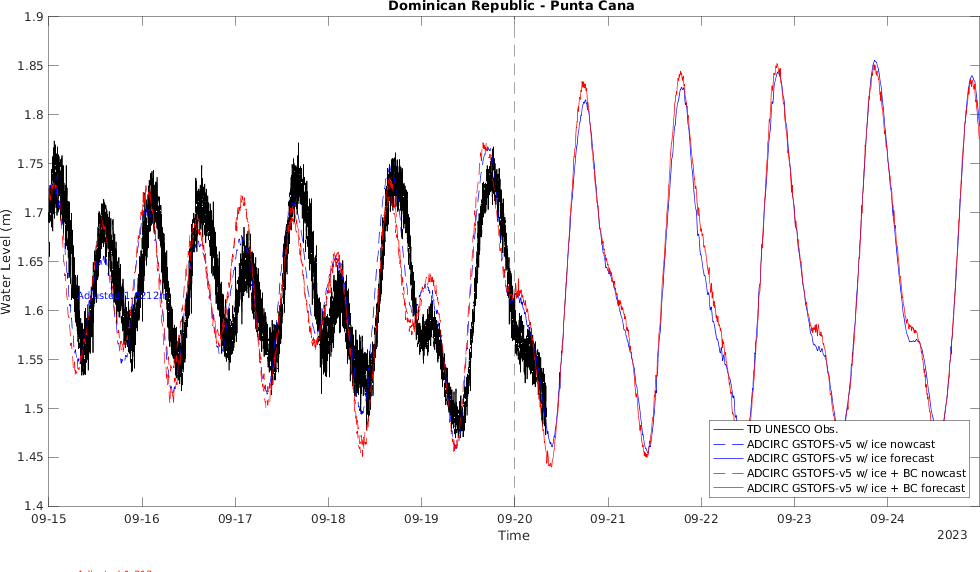 Dominican Republic - Punta Cana
1.9
1.85
1.8
1.75
1.7
1.65
1.6
1.55
1.5
1.45
1.4
Water Level (m)
09-15
09-16
09-17
09-18
09-19
09-20
09-21
09-22
09-23
09-24
Time
2023
TD UNESCO Obs.
ADCIRC GSTOFS-v5 w/ ice nowcast
ADCIRC GSTOFS-v5 w/ ice forecast
ADCIRC GSTOFS-v5 w/ ice + BC nowcast
ADCIRC GSTOFS-v5 w/ ice + BC forecast